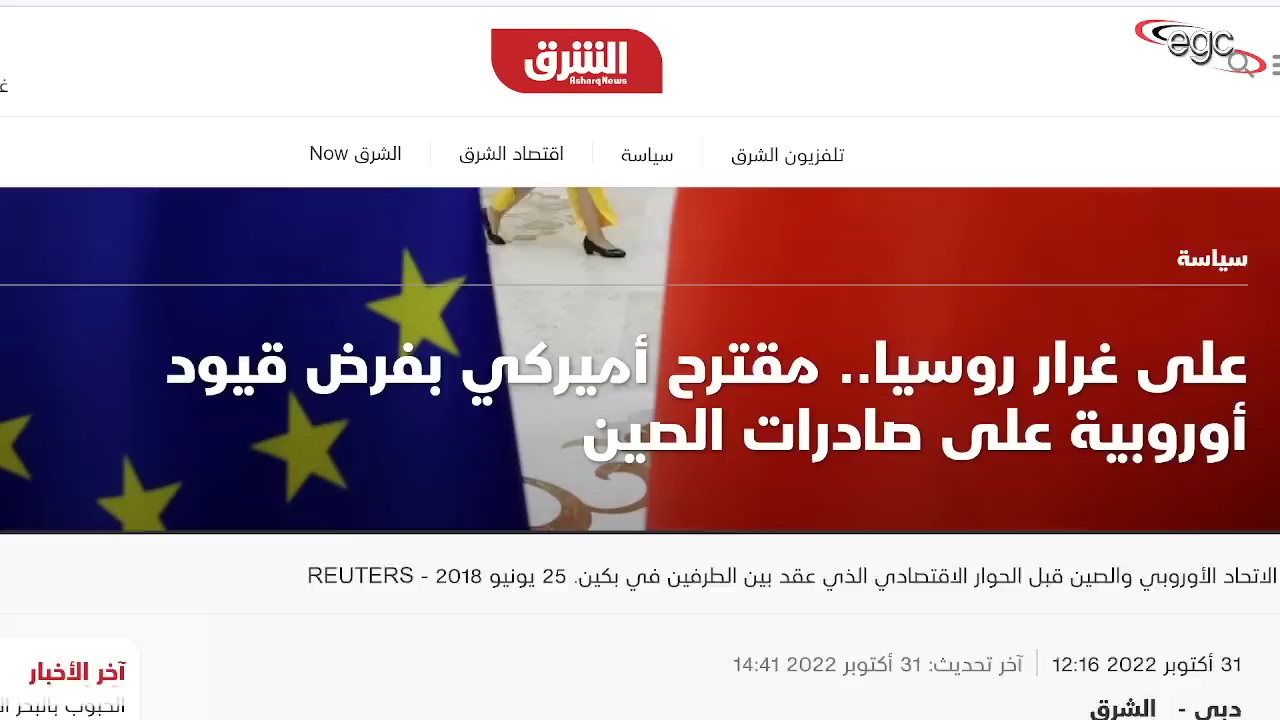 الشرق
Asharq News
egc
تلفزيون الشرق
سياسة
اقتصاد الشرق
الشرق Now
سياسة
على غرار روسيا.. مقترح أميركي بفرض قيود
أوروبية على صادرات الصين
الاتحاد الأوروبي والصين قبل الحوار الاقتصادي الذي عقد بين الطرفين في بكين. 25 يونيو 2018 - REUTERS
31 أكتوبر 2022 12:16
آخر تحديث: 31 أكتوبر 2022 14:41
دبي - الشرق
آخر الأخبار
الحبوب بالبحر